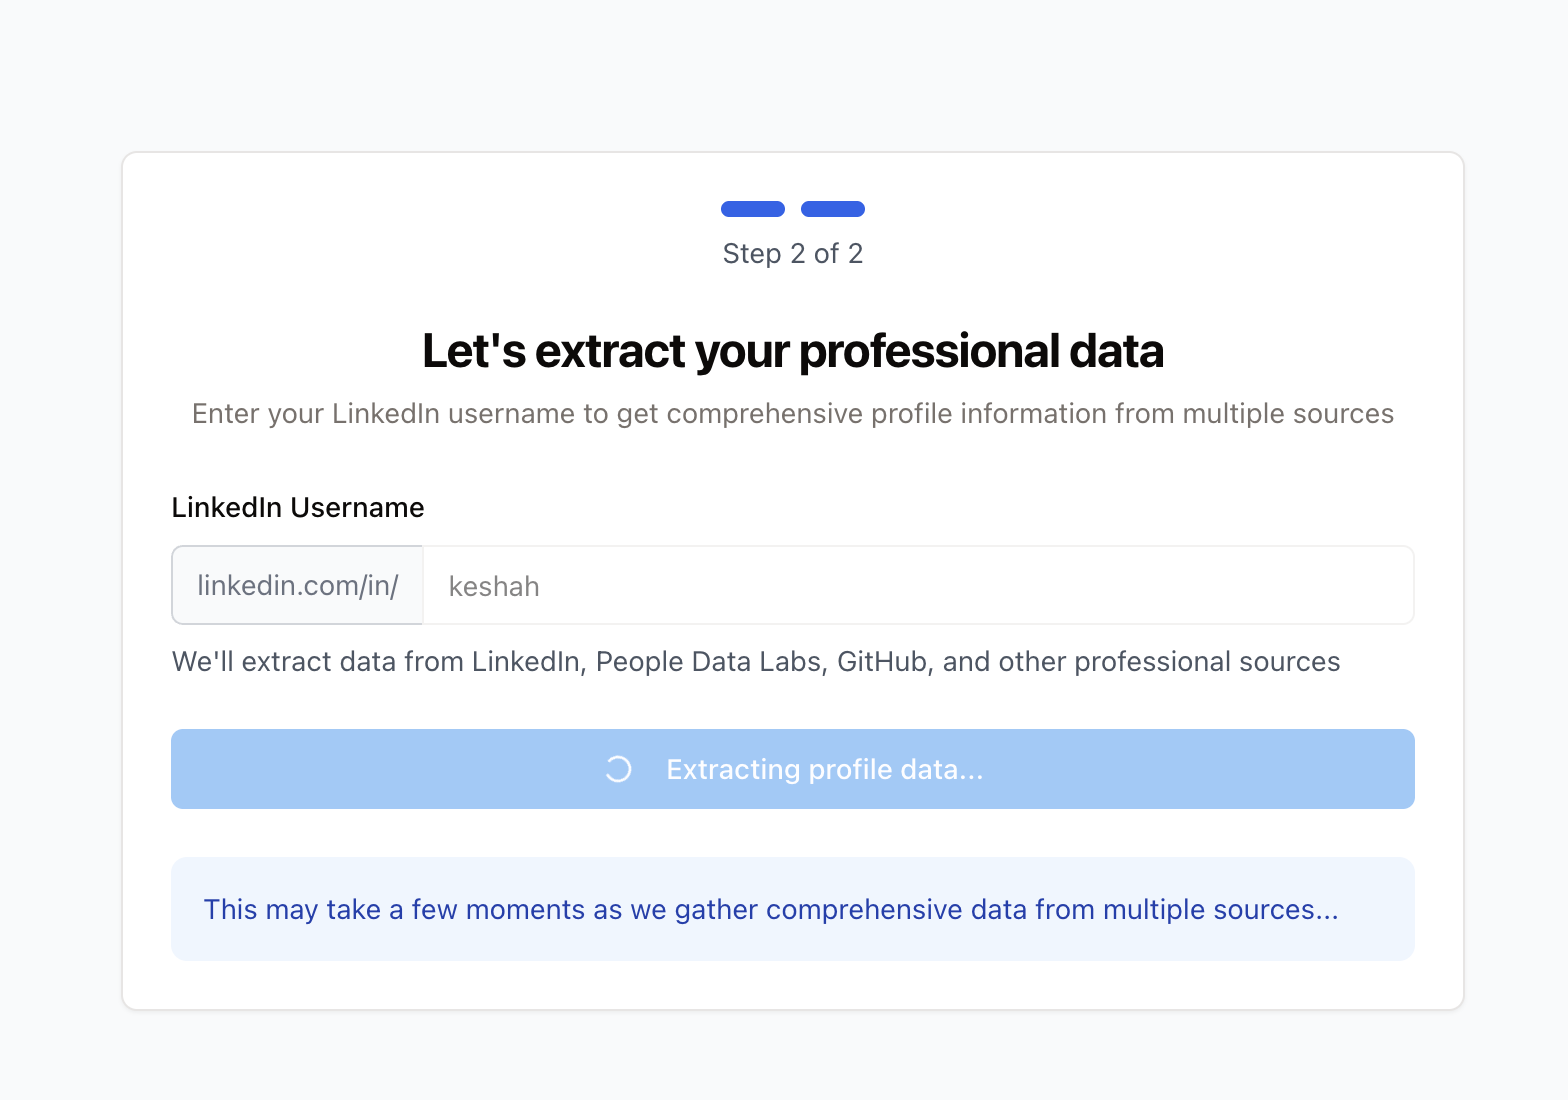 Step 2 of 2
Let's extract your professional data
Enter your LinkedIn username to get comprehensive profile information from multiple sources
LinkedIn Username
linkedin.com/in/ keshah
We'll extract data from LinkedIn, People Data Labs, GitHub, and other professional sources
Extracting profile data...
This may take a few moments as we gather comprehensive data from multiple sources...